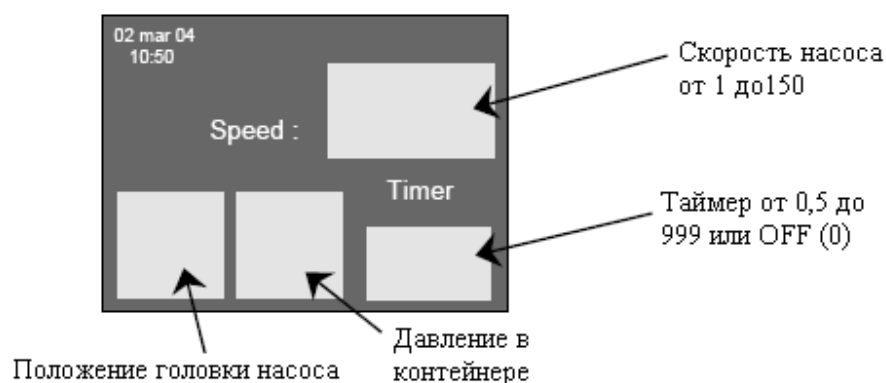 02 mar 04
10:50
Speed :
Timer
Скорость насоса
от 1 до150
Таймер от 0,5 до
999 или OFF (0)
Давление в
контейнере
Положение головки насоса